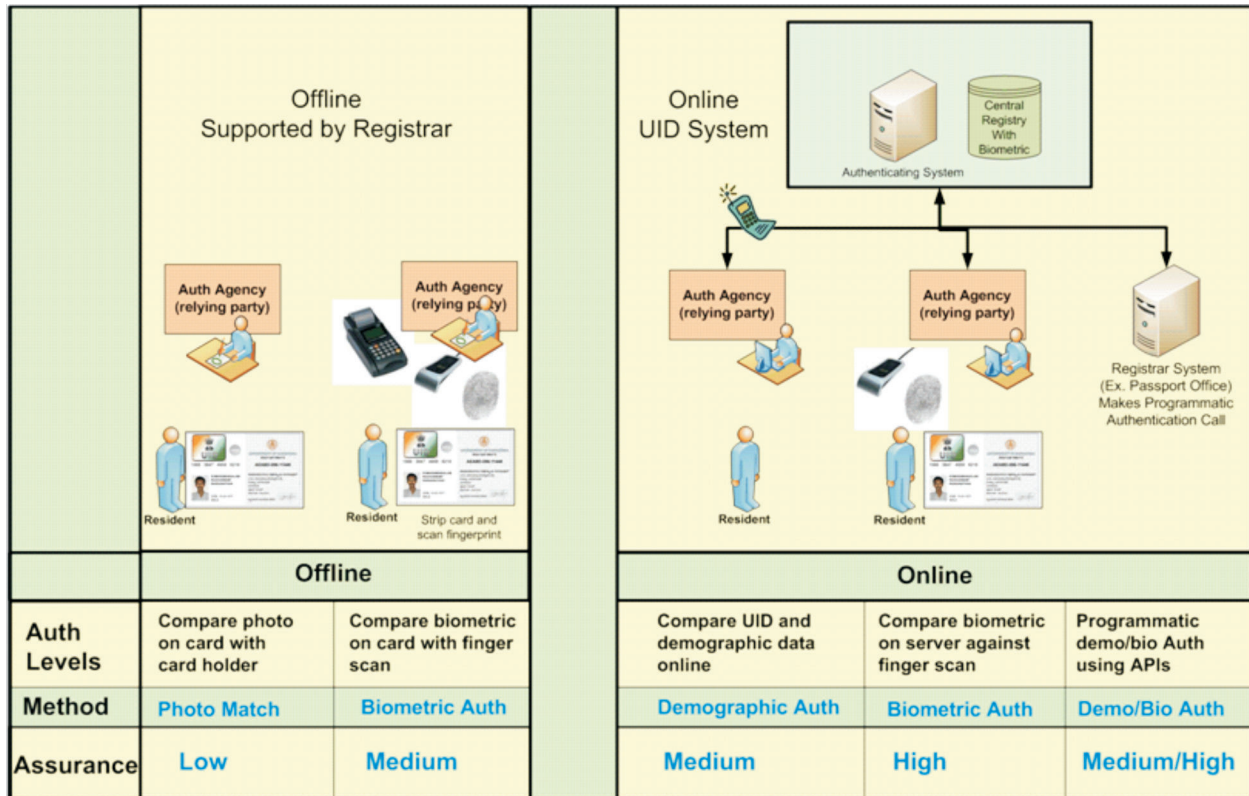 Offline
Supported by Registrar
Online
UID System
Central
Registry
With
Biometric
Authenticating System
Auth Agency
(relying party)
Auth Agency
(relying party)
Auth Agency
(relying party)
Auth Agency
(relying party)
Registrar System
(Ex. Passport Office)
Makes Programmatic
Authentication Call
Resident
Resident
Strip card and
scan fingerprint
Resident
Resident
Offline
Online
Auth
Levels
Compare photo
on card with
card holder
Compare biometric
on card with finger
scan
Compare UID and
demographic data
online
Compare biometric
on server against
finger scan
Programmatic
demo/bio Auth
using APIs
Method
Photo Match
Biometric Auth
Demographic Auth
Biometric Auth
Demo/Bio Auth
Assurance
Low
Medium
Medium
High
Medium/High